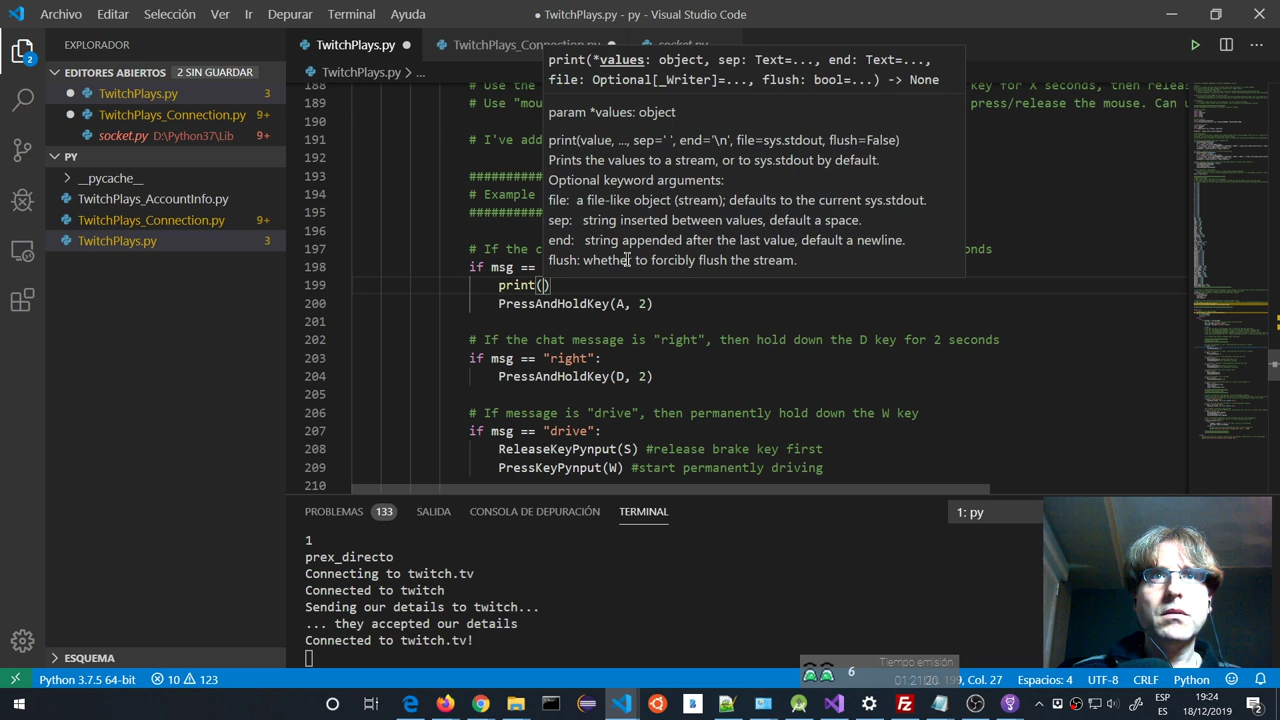 Archivo Editar Selección Ver Ir Depurar Terminal Ayuda
● TwitchPlays.py - py - Visual Studio Code
EXPLORADOR
TwitchPlays.py
TwitchPlays_Connection.py
socket.py
EDITORES ABIERTOS 2 SIN GUARDAR
TwitchPlays.py 3
TwitchPlays_Connection.py 9+
socket.py D:\Python37\Lib 9+
PY
__pycache__
TwitchPlays_AccountInfo.py
TwitchPlays_Connection.py 9+
TwitchPlays.py 3
ESQUEMA
2
TwitchPlays.py > ...
print(*values: object, sep: Text=..., end: Text=...,
file: Optional[_Writer]=..., flush: bool=...) -> None
param *values: object
print(value, ..., sep=' ', end='\n', file=sys.stdout, flush=False)
Prints the values to a stream, or to sys.stdout by default.
Optional keyword arguments:
file: a file-like object (stream); defaults to the current sys.stdout.
sep: string inserted between values, default a space.
end: string appended after the last value, default a newline.
flush: whether to forcibly flush the stream.
188 # Use the key for X seconds, then
189 # Use "mou press/release the mouse. Can u
190
191 # I've add
192
193 ########
194 # Example
195 ########
196
197 # If the c onds
198 if msg ==
199 print()
200 PressAndHoldKey(A, 2)
201
202 # If the chat message is "right", then hold down the D key for 2 seconds
203 if msg == "right":
204 PressAndHoldKey(D, 2)
205
206 # If message is "drive", then permanently hold down the W key
207 if msg == "drive":
208 ReleaseKeyPynput(S) #release brake key first
209 PressKeyPynput(W) #start permanently driving
210
PROBLEMAS 133 SALIDA CONSOLA DE DEPURACIÓN TERMINAL 1: py
1
prex_directo
Connecting to twitch.tv
Connected to twitch
Sending our details to twitch...
... they accepted our details
Connected to twitch.tv!
6 Tiempo emisión
01:21:20
Python 3.7.5 64-bit 10 123
199, Col. 27 Espacios: 4 UTF-8 CRLF Python
ESP
ES
19:24
18/12/2019
2